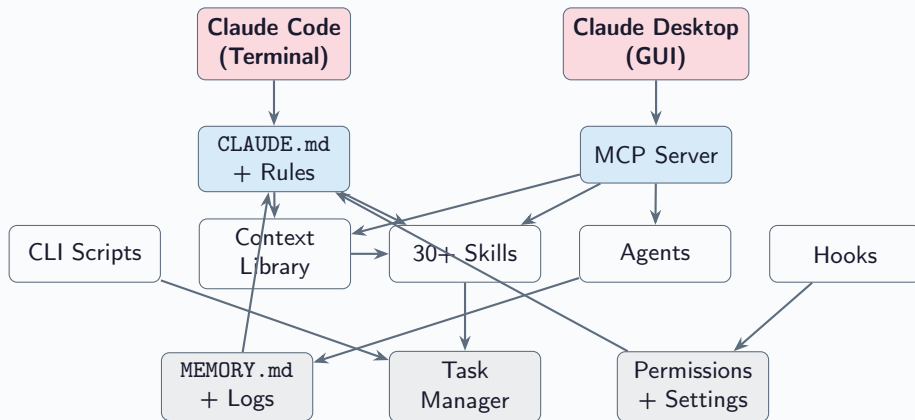 Claude Code
(Terminal)
Claude Desktop
(GUI)
CLAUDE.md
+ Rules
MCP Server
CLI Scripts
Context
Library
30+ Skills
Agents
Hooks
MEMORY.md
+ Logs
Task
Manager
Permissions
+ Settings